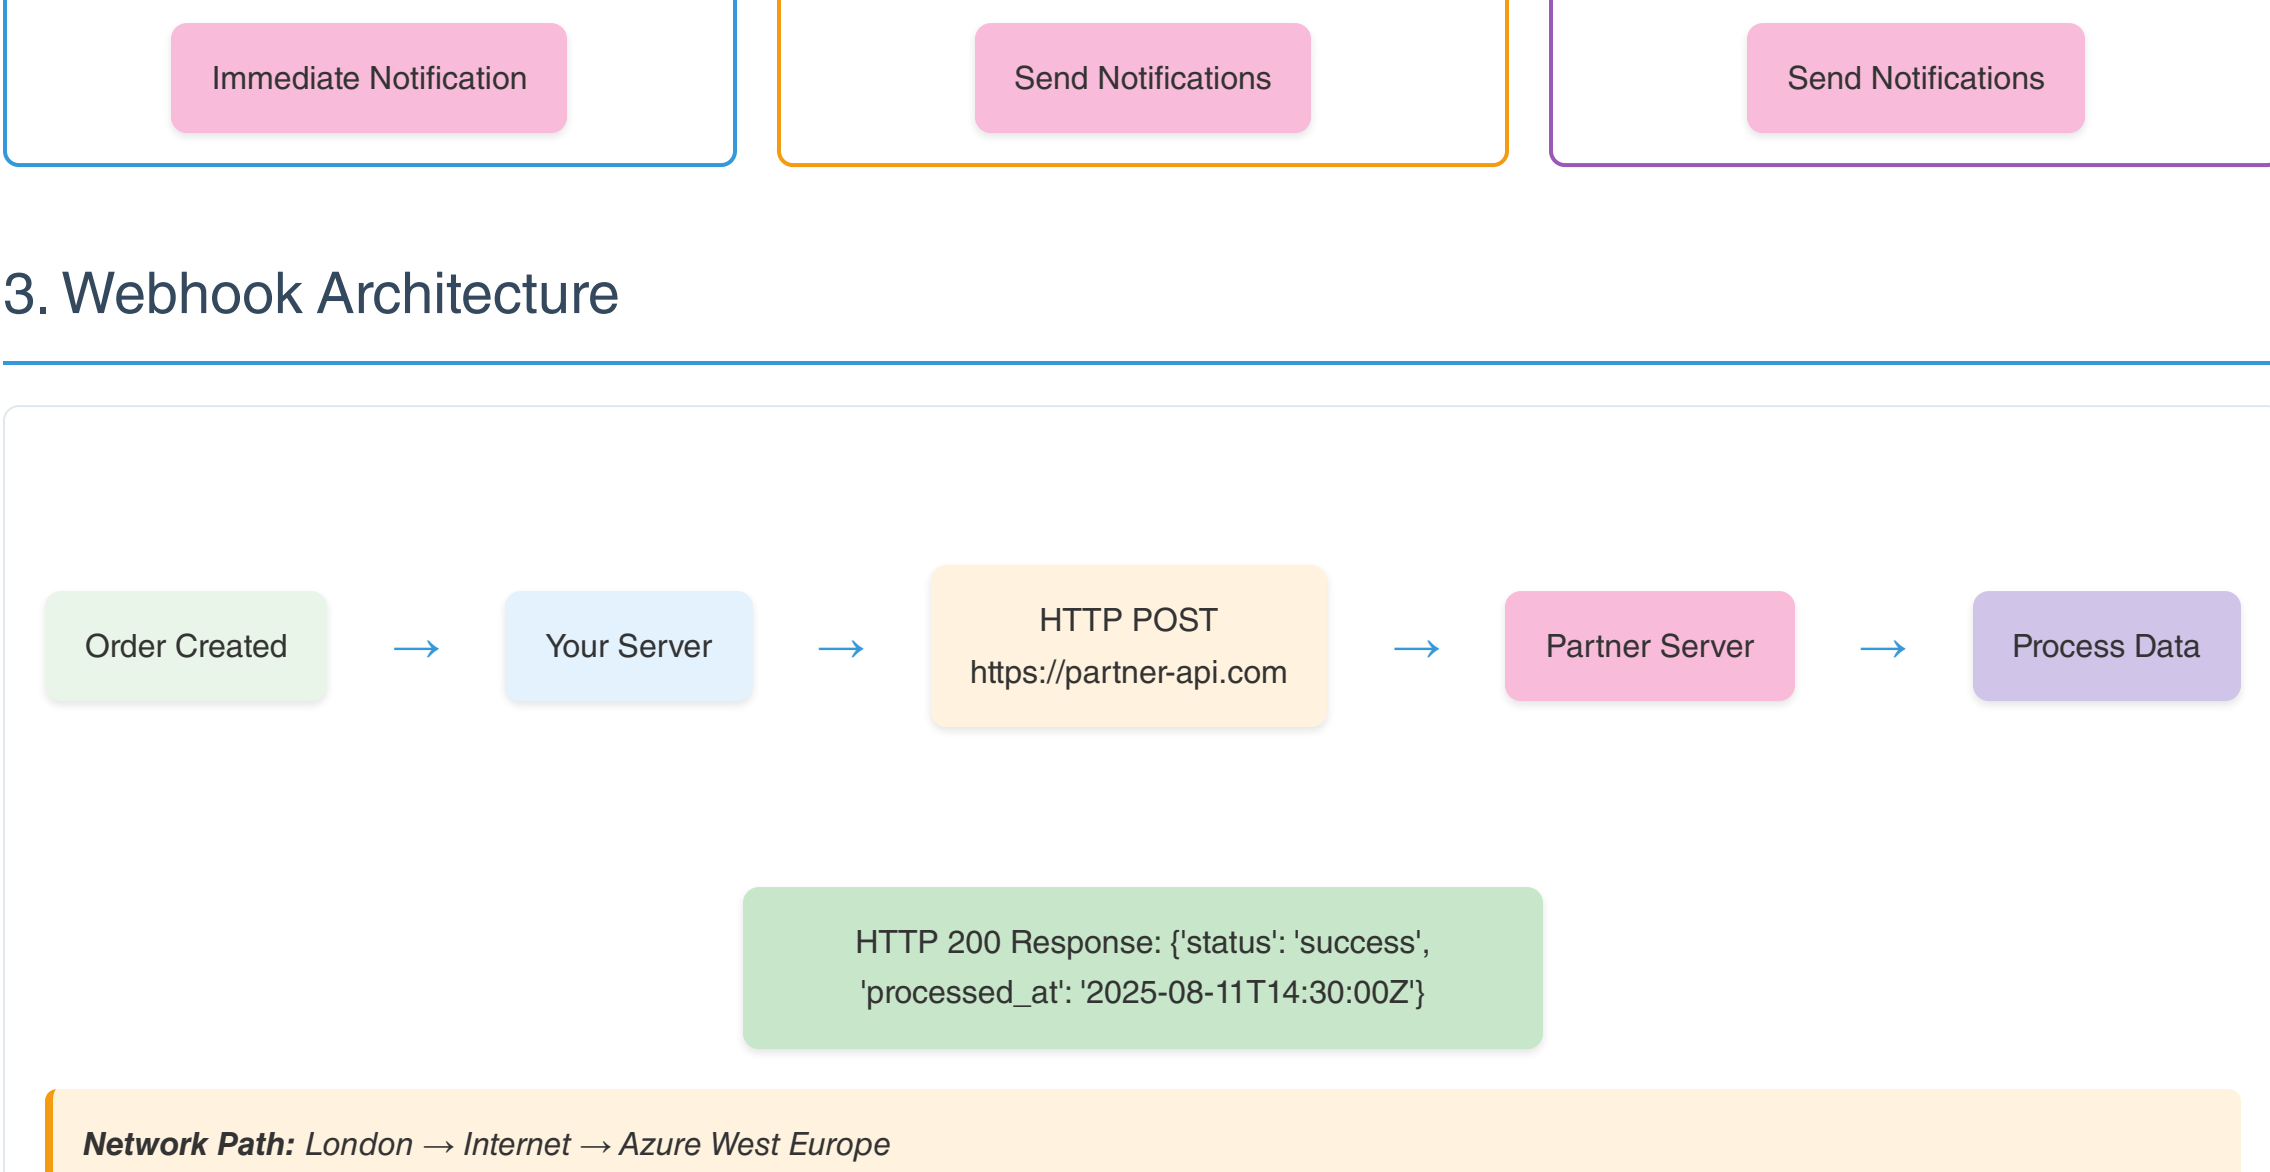 Immediate Notification
Send Notifications
Send Notifications
3. Webhook Architecture
Order Created
→
Your Server
→
HTTP POST
https://partner-api.com
→
Partner Server
→
Process Data
HTTP 200 Response: {'status': 'success',
'processed_at': '2025-08-11T14:30:00Z'}
Network Path: London → Internet → Azure West Europe